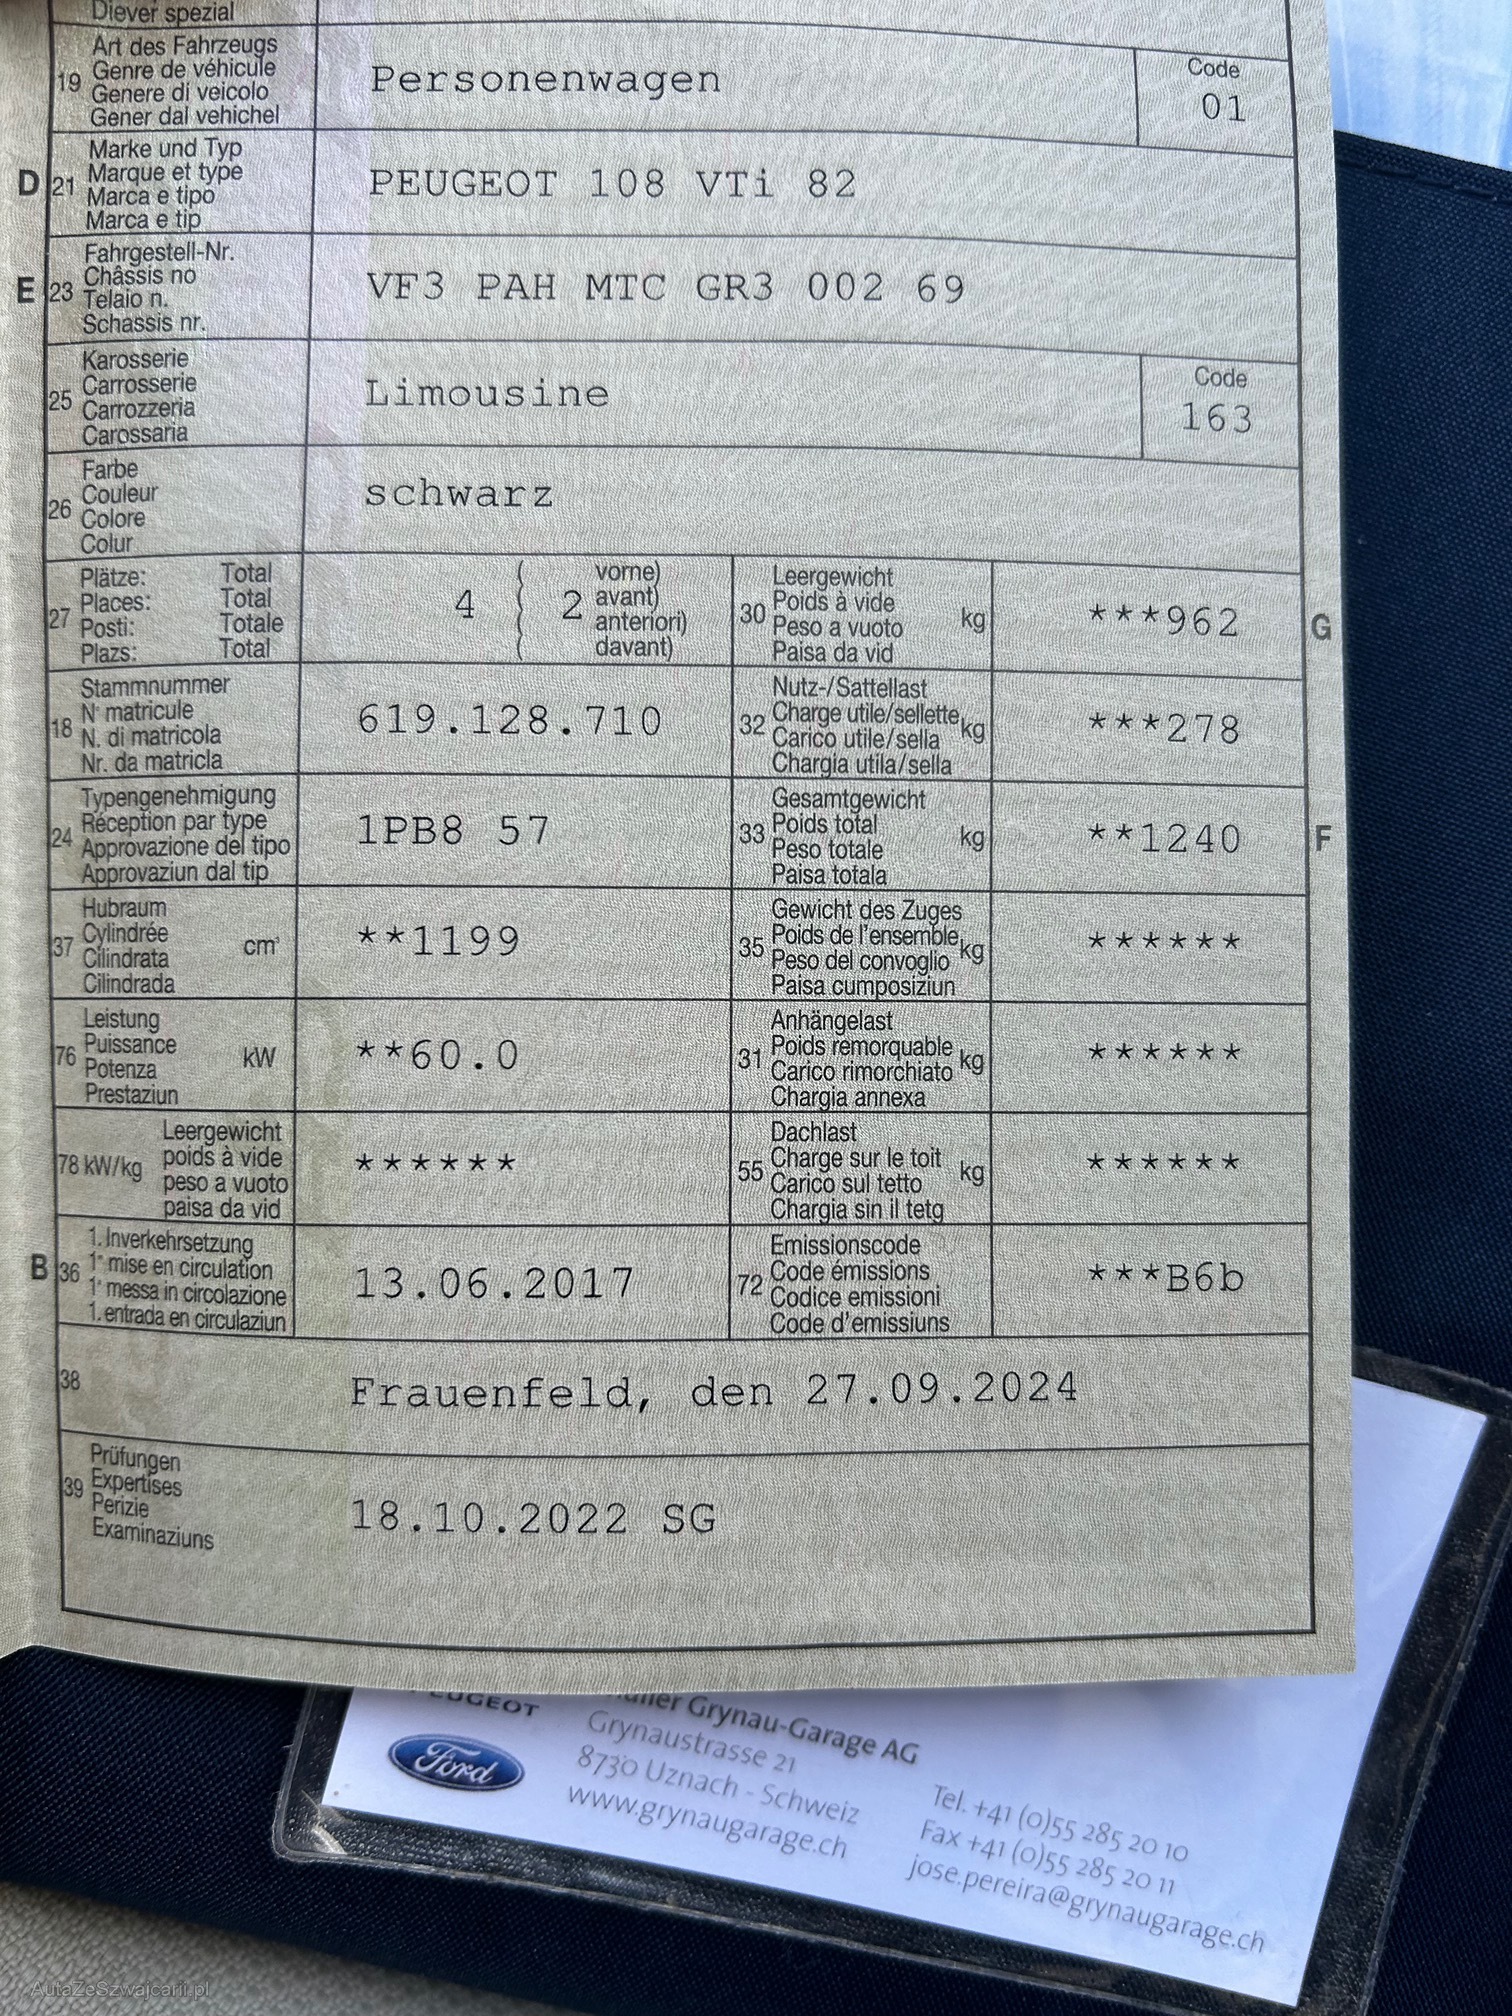 Diever spezial
19 Art des Fahrzeugs
Genre de véhicule
Genere di veicolo
Gener dal vehichel
Personenwagen
Code
01
D 21 Marke und Typ
Marque et type
Marca e tipo
Marca e tip
PEUGEOT 108 VTi 82
E 23 Fahrgestell-Nr.
Châssis no
Telaio n.
Schassis nr.
VF3 PAH MTC GR3 002 69
25 Karosserie
Carrosserie
Carrozzeria
Carossaria
Limousine
Code
163
26 Farbe
Couleur
Colore
Colur
schwarz
27 Plätze: Total
Places: Total
Posti: Totale
Plazs: Total
4 { 2 vorne)
avant)
anteriori)
davant)
30 Leergewicht
Poids à vide
Peso a vuoto
Paisa da vid
kg
***962
G
18 Stammnummer
N° matricule
N. di matricola
Nr. da matricla
619.128.710
32 Nutz-/Sattellast
Charge utile/sellette
Carico utile/sella
Chargia utila/sella
kg
***278
24 Typengenehmigung
Réception par type
Approvazione del tipo
Approvaziun dal tip
1PB8 57
33 Gesamtgewicht
Poids total
Peso totale
Paisa totala
kg
**1240
F
37 Hubraum
Cylindrée
Cilindrata
Cilindrada
cm³
**1199
35 Gewicht des Zuges
Poids de l'ensemble
Peso del convoglio
Paisa cumposiziun
kg
******
76 Leistung
Puissance
Potenza
Prestaziun
kW
**60.0
31 Anhängelast
Poids remorquable
Carico rimorchiato
Chargia annexa
kg
******
78 kW/kg Leergewicht
poids à vide
peso a vuoto
paisa da vid
******
55 Dachlast
Charge sur le toit
Carico sul tetto
Chargia sin il tetg
kg
******
B 36 1. Inverkehrsetzung
1e mise en circulation
1a messa in circolazione
1. entrada en circulaziun
13.06.2017
72 Emissionscode
Code émissions
Codice emissioni
Code d'emissiuns
***B6b
38 Frauenfeld, den 27.09.2024
39 Prüfungen
Expertises
Perizie
Examinaziuns
18.10.2022 SG
PEUGEOT
Ford
Grynau-Garage AG
Grynaustrasse 21
8730 Uznach - Schweiz
www.grynaugarage.ch
Tel. +41 (0)55 285 20 10
Fax +41 (0)55 285 20 11
jose.pereira@grynaugarage.ch
AutaZeSzwajcarii.pl